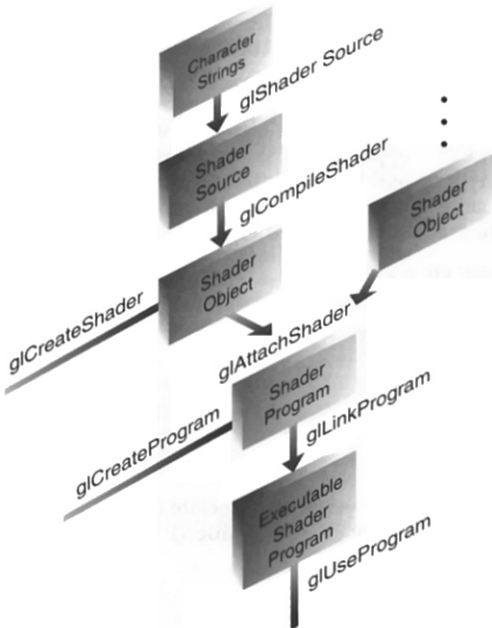 Character
Strings
glShader Source
Shader
Source
glCompileShader
Shader
Object
Shader
Object
glCreateShader
glAttachShader
Shader
Program
glCreateProgram
glLinkProgram
Executable
Shader
Program
glUseProgram